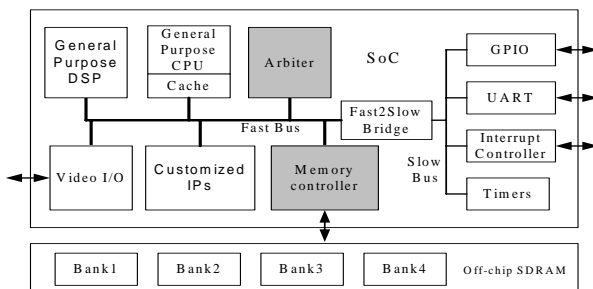 General
Purpose
DSP
General
Purpose
CPU
Cache
Arbiter
SoC
GPIO
UART
Interrupt
Controller
Timers
Fast2Slow
Bridge
Fast Bus
Slow
Bus
Video I/O
Customized
IPs
Memory
controller
Bank1
Bank2
Bank3
Bank4
Off-chip SDRAM